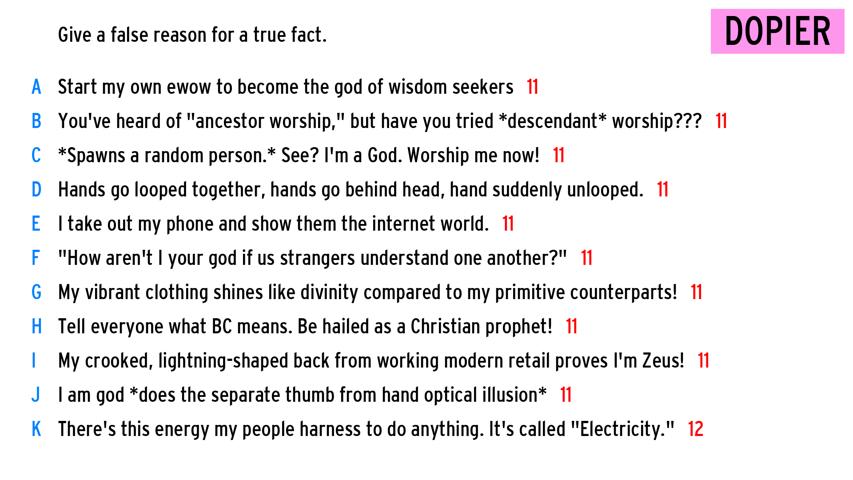 Give a false reason for a true fact.
DOPIER
A Start my own ewow to become the god of wisdom seekers 11
B You've heard of "ancestor worship," but have you tried *descendant* worship??? 11
C *Spawns a random person.* See? I'm a God. Worship me now! 11
D Hands go looped together, hands go behind head, hand suddenly unlooped. 11
E I take out my phone and show them the internet world. 11
F "How aren't I your god if us strangers understand one another?" 11
G My vibrant clothing shines like divinity compared to my primitive counterparts! 11
H Tell everyone what BC means. Be hailed as a Christian prophet! 11
I My crooked, lightning-shaped back from working modern retail proves I'm Zeus! 11
J I am god *does the separate thumb from hand optical illusion* 11
K There's this energy my people harness to do anything. It's called "Electricity." 12